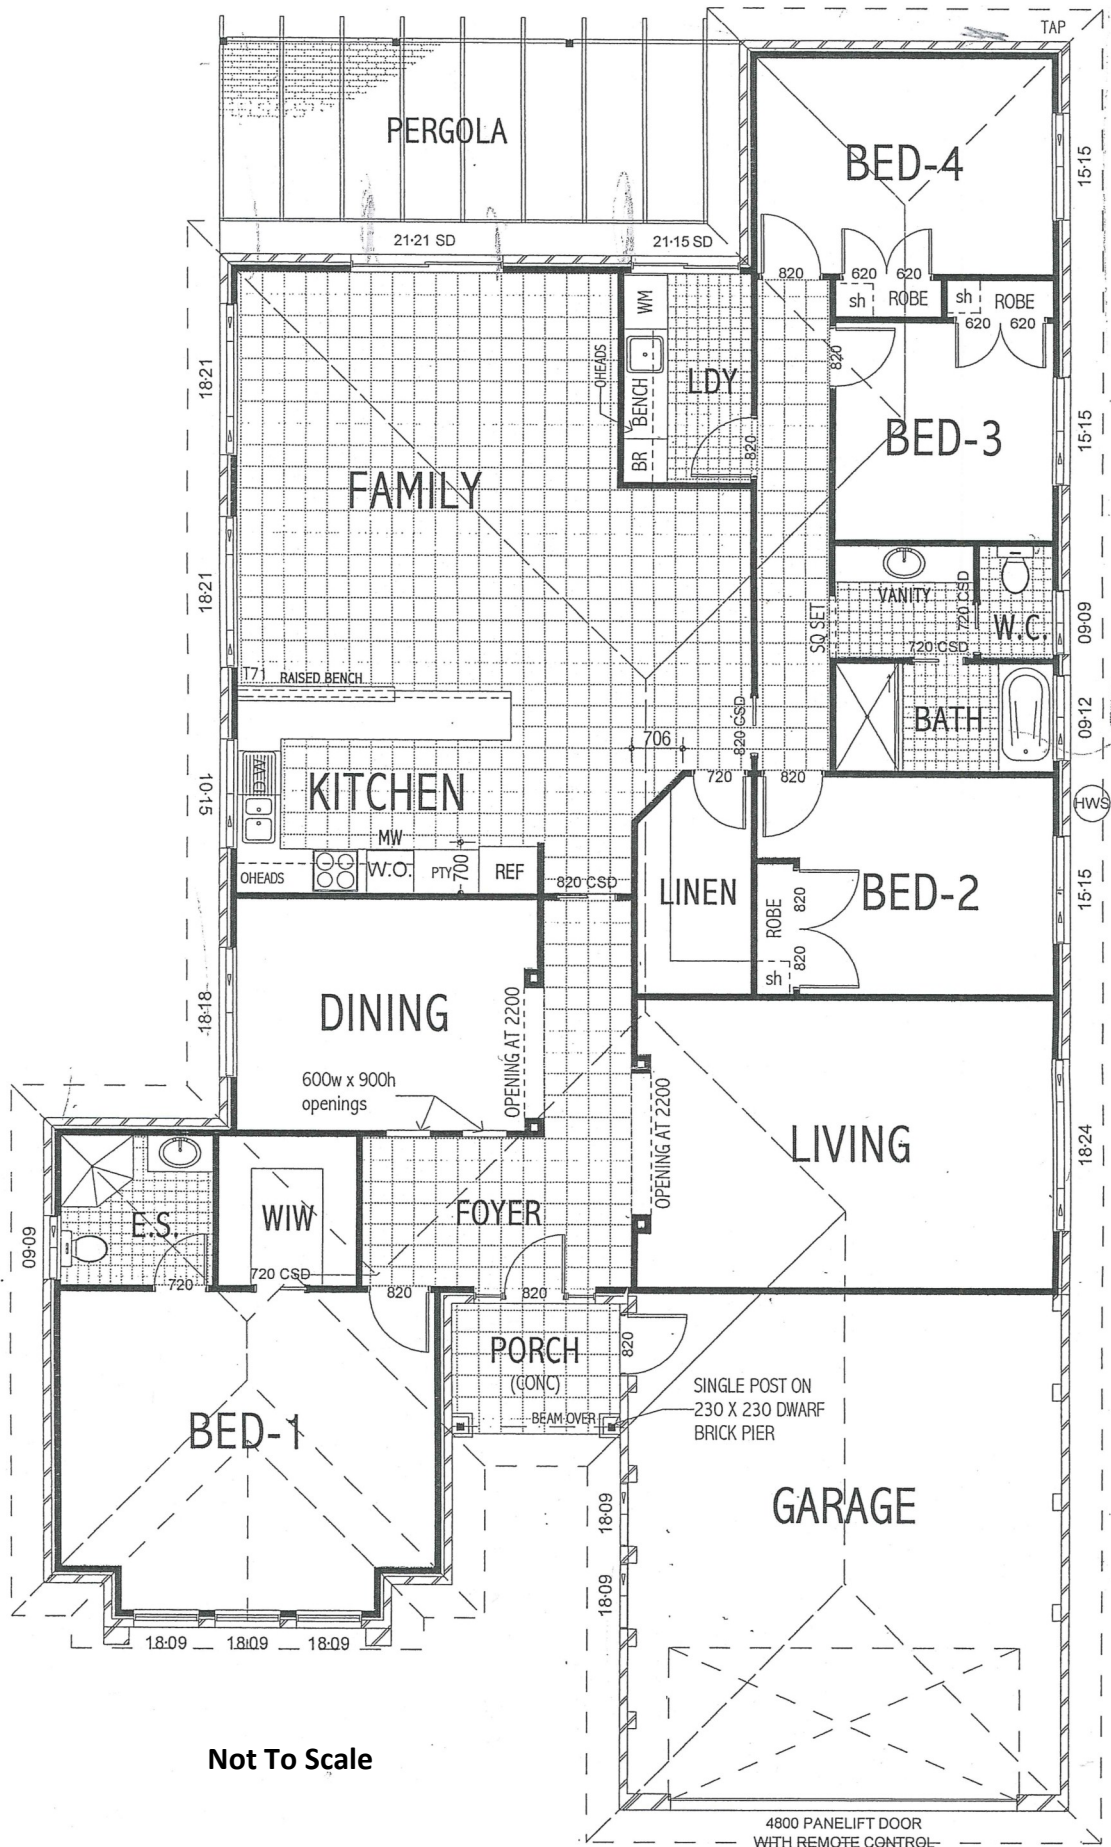 TAP
PERGOLA
BED-4
15·15
21·21 SD
21·15 SD
820
620
620
sh
ROBE
sh
ROBE
620
620
WM
OHEADS
BENCH
BR
LDY
820
820
18·21
BED-3
15·15
FAMILY
18·21
SQ SET
VANITY
720 CSD
W.C.
09·09
720 CSD
T71
RAISED BENCH
BATH
09·12
706
820 CSD
720
820
10·15
D.W.
KITCHEN
HWS
MW
OHEADS
W.O.
PTY
700
REF
820 CSD
LINEN
ROBE
820
820
sh
BED-2
15·15
18·18
DINING
OPENING AT 2200
600w x 900h
openings
OPENING AT 2200
LIVING
18·24
09·09
E.S.
WIW
FOYER
720
720 CSD
820
820
820
PORCH
(CONC)
BEAM OVER
SINGLE POST ON
230 X 230 DWARF
BRICK PIER
BED-1
18·09
GARAGE
18·09
18·09
18·09
18·09
Not To Scale
4800 PANELIFT DOOR
WITH REMOTE CONTROL